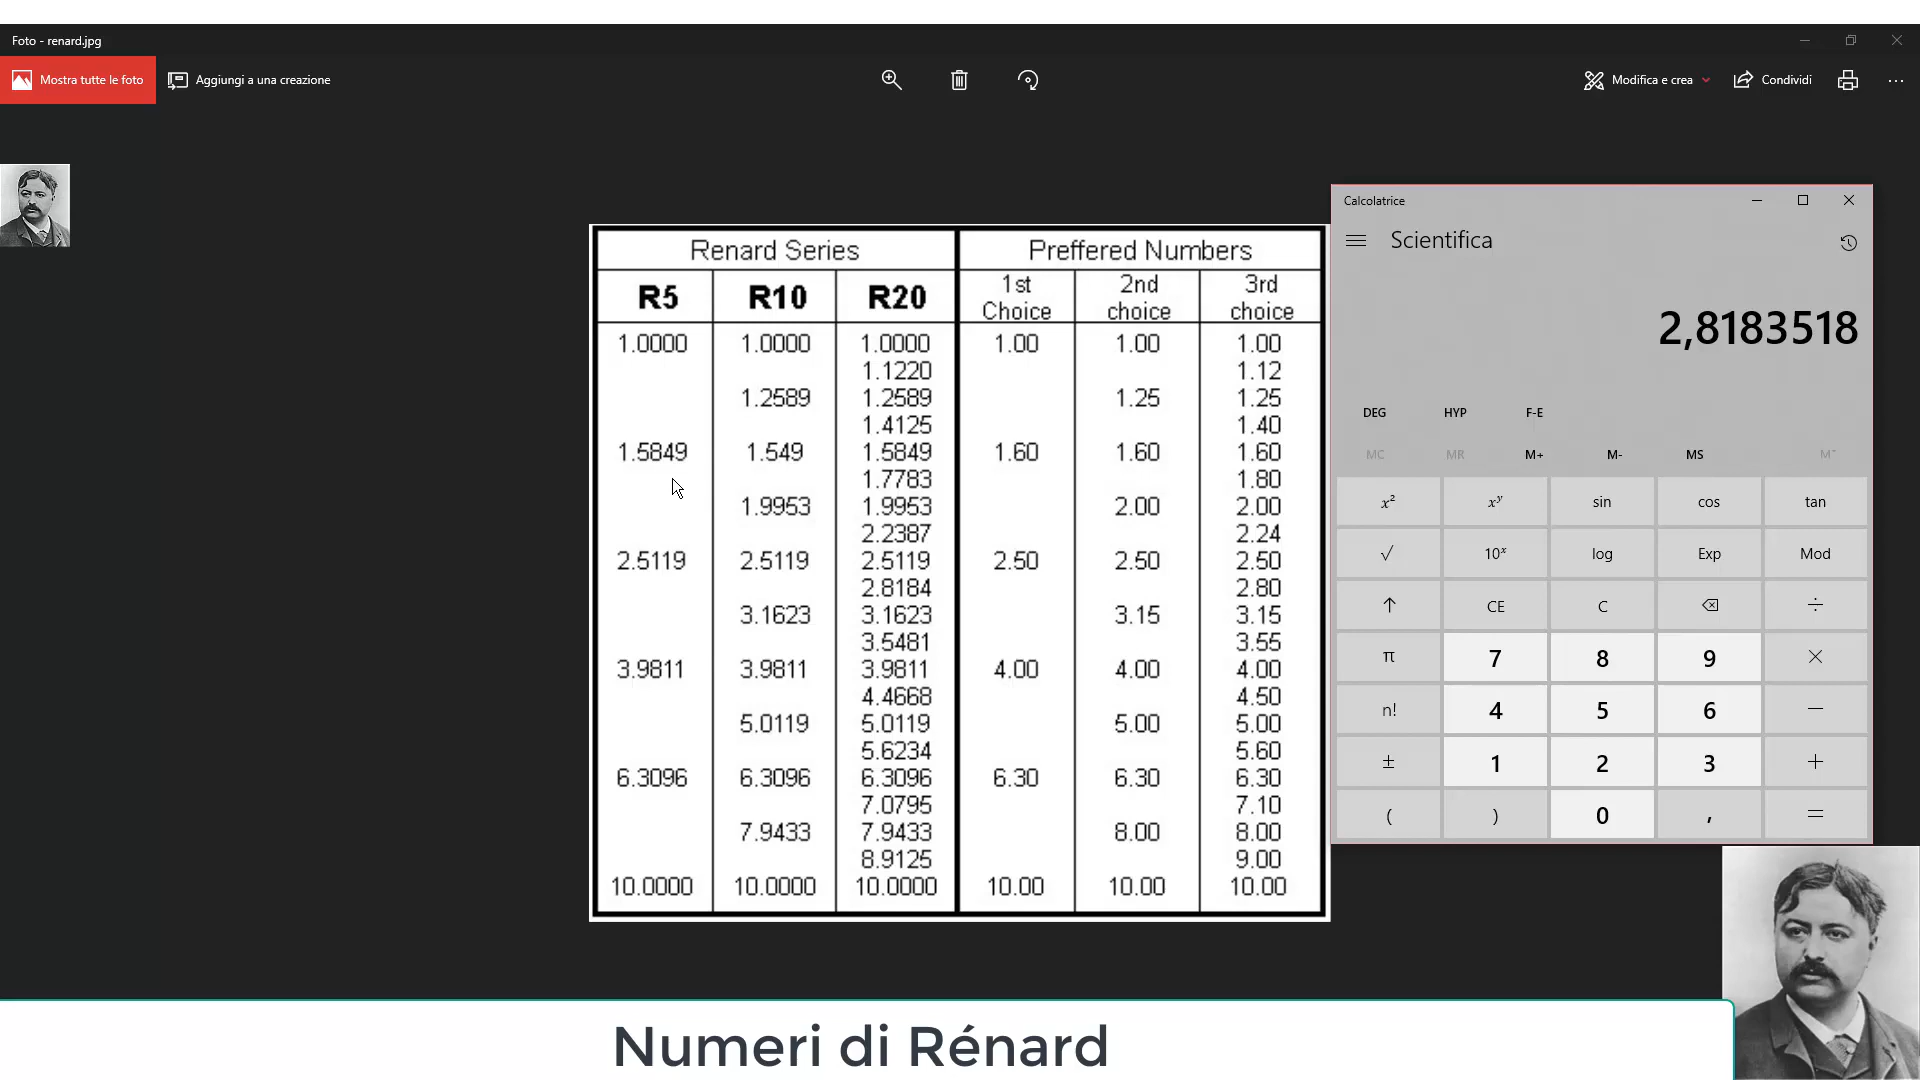 Foto - renard.jpg
Mostra tutte le foto
Aggiungi a una creazione
Modifica e crea
Condividi
Renard Series Preffered Numbers
R5 R10 R20 1st Choice 2nd choice 3rd choice
1.0000 1.0000 1.0000 1.00 1.00 1.00
1.1220 1.12
1.2589 1.2589 1.25 1.25
1.4125 1.40
1.5849 1.549 1.5849 1.60 1.60 1.60
1.7783 1.80
1.9953 1.9953 2.00 2.00
2.2387 2.24
2.5119 2.5119 2.5119 2.50 2.50 2.50
2.8184 2.80
3.1623 3.1623 3.15 3.15
3.5481 3.55
3.9811 3.9811 3.9811 4.00 4.00 4.00
4.4668 4.50
5.0119 5.0119 5.00 5.00
5.6234 5.60
6.3096 6.3096 6.3096 6.30 6.30 6.30
7.0795 7.10
7.9433 7.9433 8.00 8.00
8.9125 9.00
10.0000 10.0000 10.0000 10.00 10.00 10.00
Calcolatrice
Scientifica
2,8183518
DEG HYP F-E
MC MR M+ M- MS M˅
x² xʸ sin cos tan
√ 10ˣ log Exp Mod
↑ CE C ⌫ ÷
π 7 8 9 ×
n! 4 5 6 −
± 1 2 3 +
( ) 0 , =
Numeri di Rénard